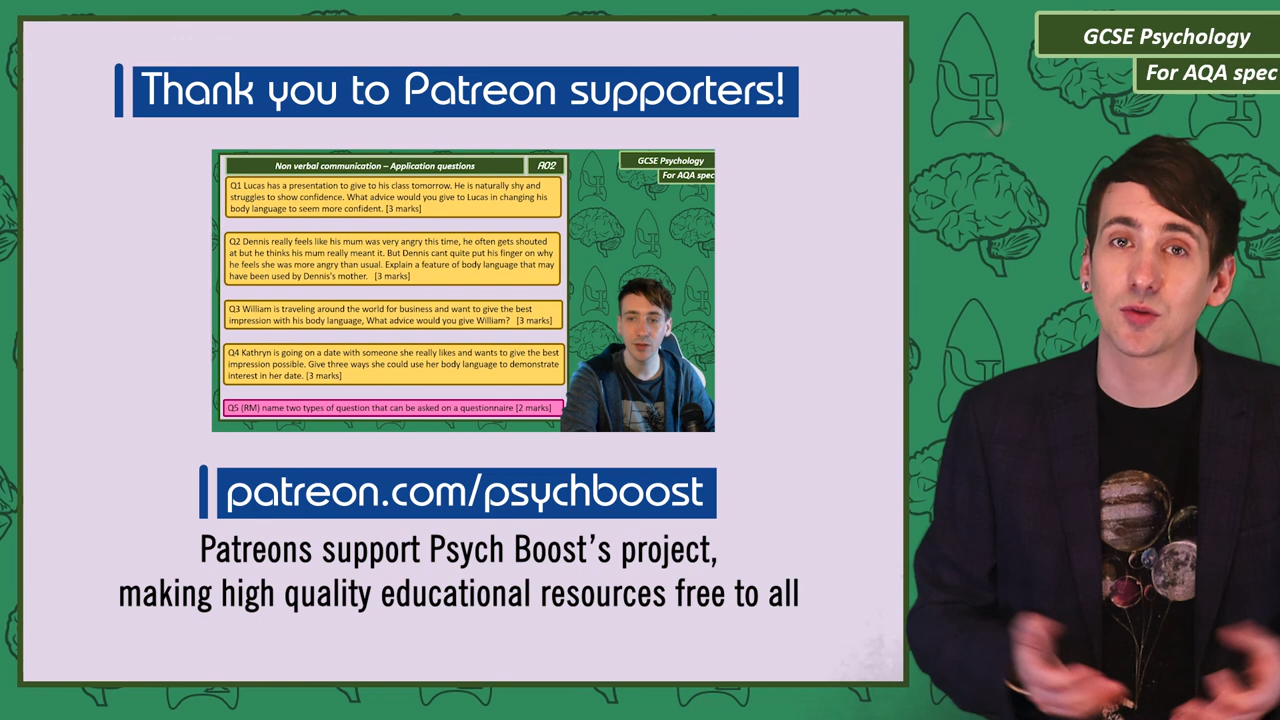 GCSE Psychology
For AQA spec
Thank you to Patreon supporters!
Non verbal communication – Application questions
AO2
GCSE Psychology
For AQA spec
Q1 Lucas has a presentation to give to his class tomorrow. He is naturally shy and
struggles to show confidence. What advice would you give to Lucas in changing his
body language to seem more confident. [3 marks]
Q2 Dennis really feels like his mum was very angry this time, he often gets shouted
at but he thinks his mum really meant it. But Dennis cant quite put his finger on why
he feels she was more angry than usual. Explain a feature of body language that may
have been used by Dennis's mother. [3 marks]
Q3 William is traveling around the world for business and want to give the best
impression with his body language, What advice would you give William? [3 marks]
Q4 Kathryn is going on a date with someone she really likes and wants to give the best
impression possible. Give three ways she could use her body language to demonstrate
interest in her date. [3 marks]
Q5 (RM) name two types of question that can be asked on a questionnaire [2 marks]
patreon.com/psychboost
Patreons support Psych Boost’s project,
making high quality educational resources free to all